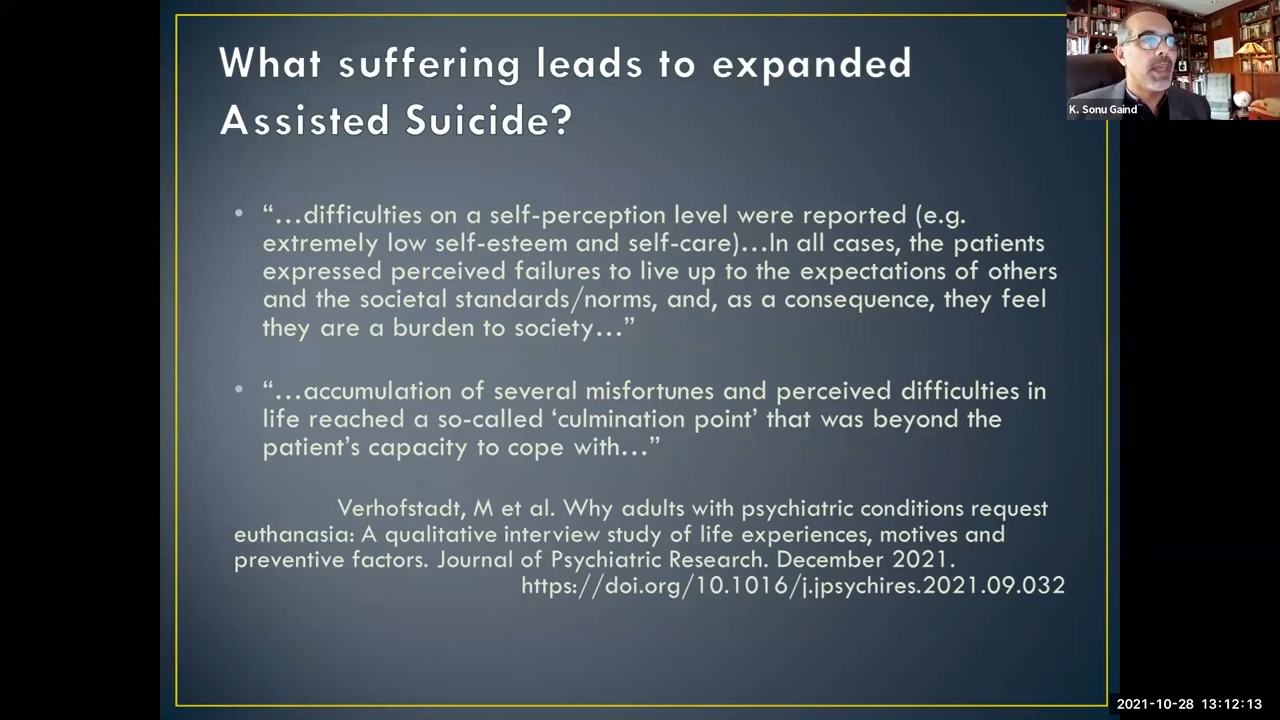 What suffering leads to expanded
Assisted Suicide?
K. Sonu Gaind
• “…difficulties on a self-perception level were reported (e.g.
extremely low self-esteem and self-care)…In all cases, the patients
expressed perceived failures to live up to the expectations of others
and the societal standards/norms, and, as a consequence, they feel
they are a burden to society…”
• “…accumulation of several misfortunes and perceived difficulties in
life reached a so-called ‘culmination point’ that was beyond the
patient’s capacity to cope with…”
Verhofstadt, M et al. Why adults with psychiatric conditions request
euthanasia: A qualitative interview study of life experiences, motives and
preventive factors. Journal of Psychiatric Research. December 2021.
https://doi.org/10.1016/j.jpsychires.2021.09.032
2021-10-28 13:12:13